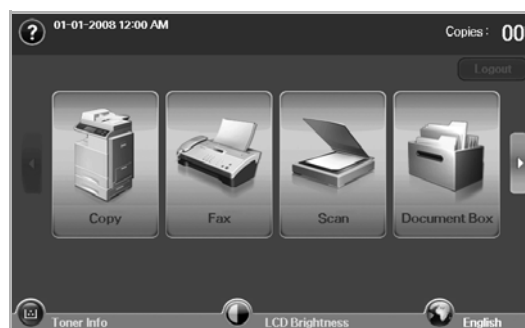 ?
01-01-2008 12:00 AM
Copies : 00
Logout
Copy
Fax
Scan
Document Box
Toner Info
LCD Brightness
English